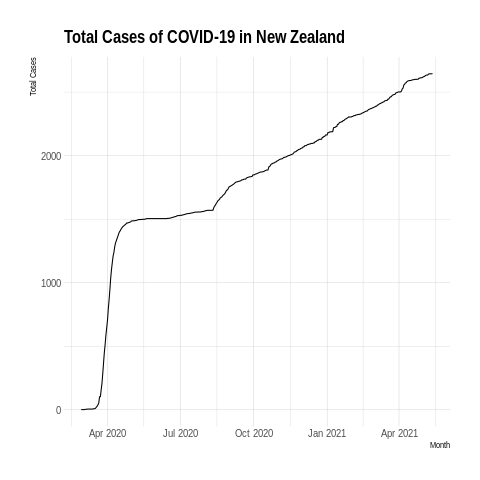 Total Cases of COVID-19 in New Zealand
Total Cases
2000
1000
0
Apr 2020 Jul 2020 Oct 2020 Jan 2021 Apr 2021
Month